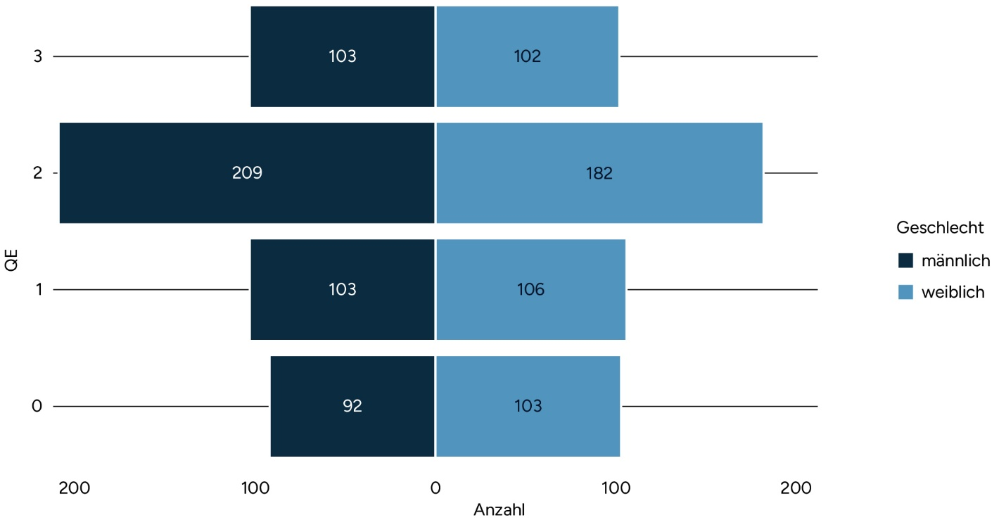 3 103 102
2 209 182
Geschlecht
QE
männlich
1 103 106
weiblich
0 92 103
200 100 0 100 200
Anzahl